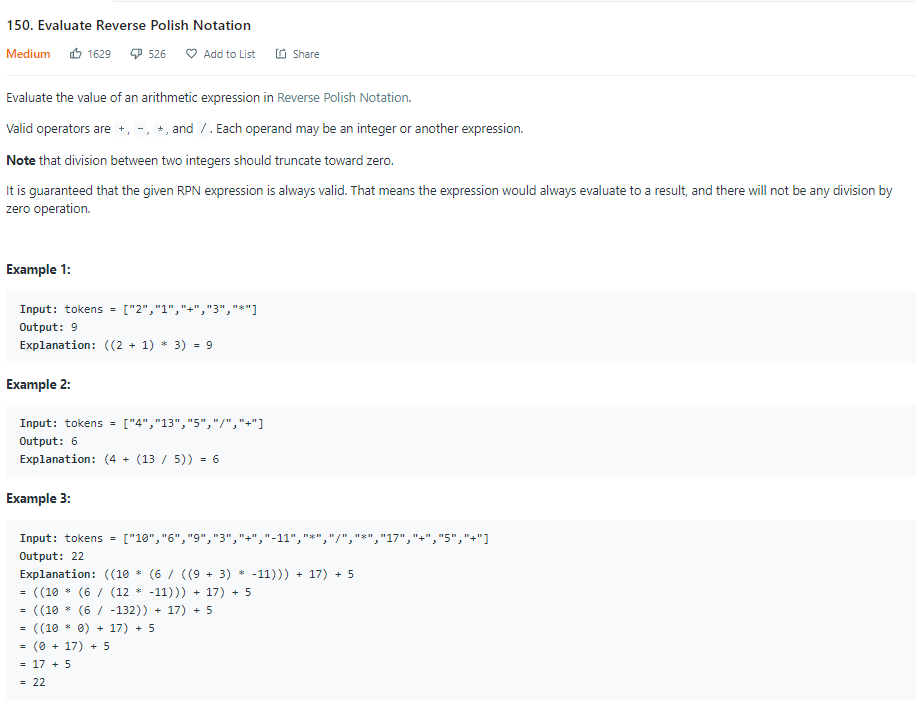 150. Evaluate Reverse Polish Notation
Medium 1629 526 Add to List Share
Evaluate the value of an arithmetic expression in Reverse Polish Notation.
Valid operators are +, -, *, and /. Each operand may be an integer or another expression.
Note that division between two integers should truncate toward zero.
It is guaranteed that the given RPN expression is always valid. That means the expression would always evaluate to a result, and there will not be any division by
zero operation.
Example 1:
Input: tokens = ["2","1","+","3","*"]
Output: 9
Explanation: ((2 + 1) * 3) = 9
Example 2:
Input: tokens = ["4","13","5","/","+"]
Output: 6
Explanation: (4 + (13 / 5)) = 6
Example 3:
Input: tokens = ["10","6","9","3","+","-11","*","/","*","17","+","5","+"]
Output: 22
Explanation: ((10 * (6 / ((9 + 3) * -11))) + 17) + 5
= ((10 * (6 / (12 * -11))) + 17) + 5
= ((10 * (6 / -132)) + 17) + 5
= ((10 * 0) + 17) + 5
= (0 + 17) + 5
= 17 + 5
= 22